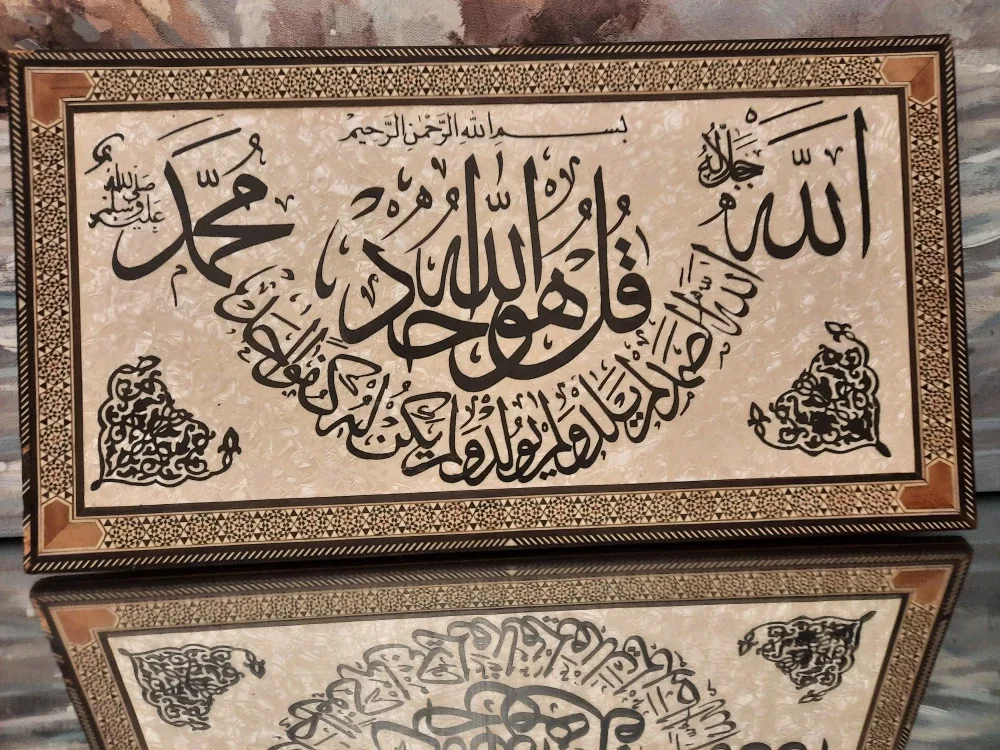 بسم الله الرحمن الرحيم
الله
جل جلاله
محمد
صلى الله عليه وسلم
قل هو الله احد
الله الصمد لم يلد ولم يولد ولم يكن له كفوا احد